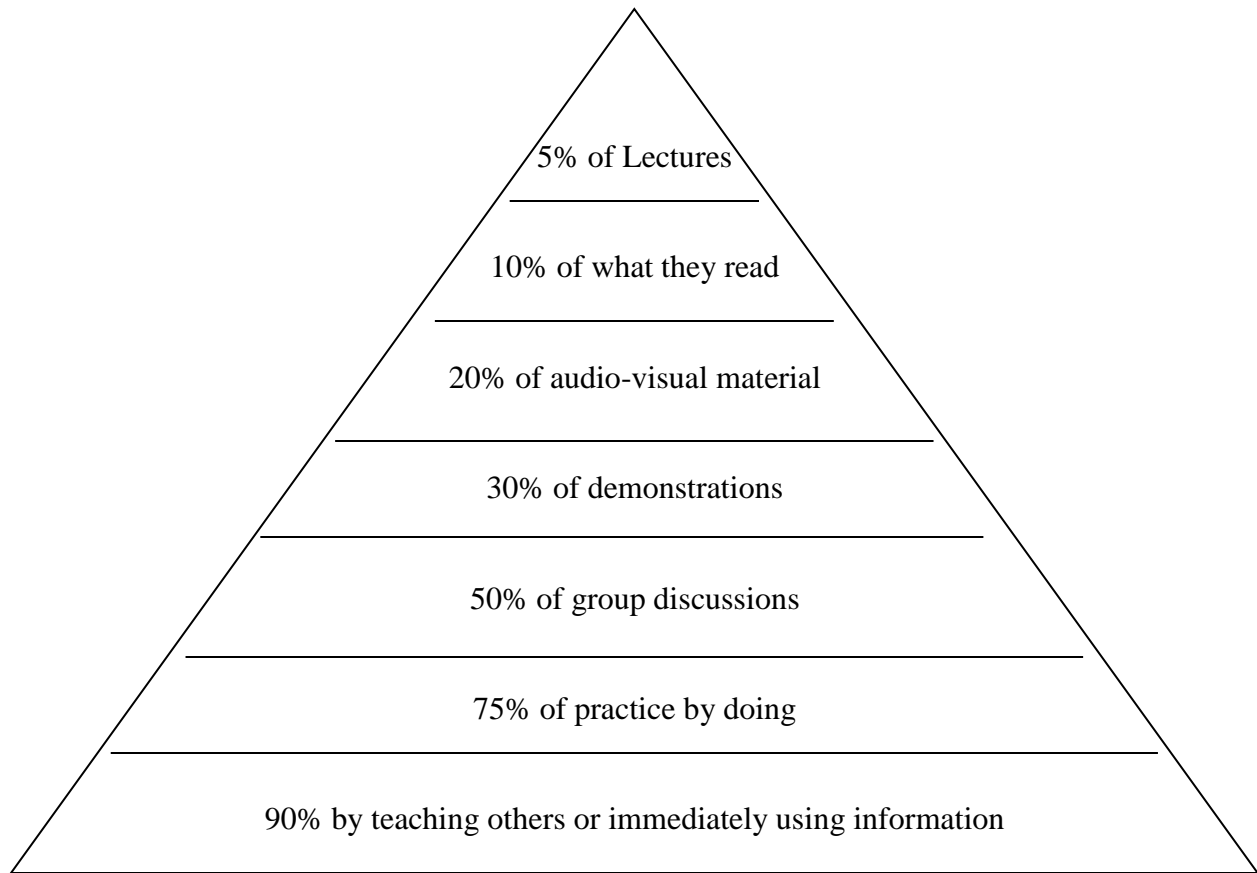 5% of Lectures
10% of what they read
20% of audio-visual material
30% of demonstrations
50% of group discussions
75% of practice by doing
90% by teaching others or immediately using information